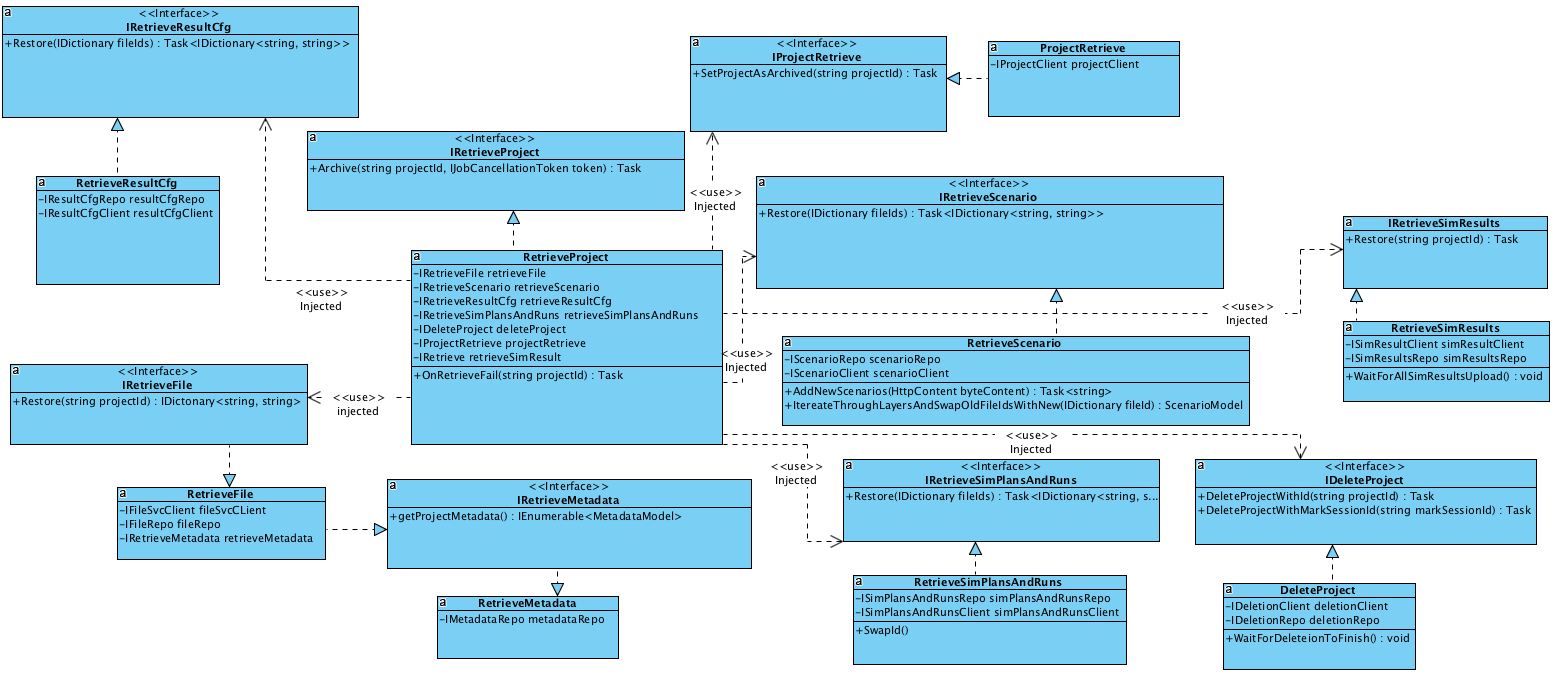 a
<<Interface>>
IRetrieveResultCfg
+Restore(IDictionary fileIds) : Task<IDictionary<string, string>>
a
<<Interface>>
IProjectRetrieve
+SetProjectAsArchived(string projectId) : Task
a
ProjectRetrieve
-IProjectClient projectClient
a
<<Interface>>
IRetrieveProject
+Archive(string projectId, IJobCancellationToken token) : Task
a
RetrieveResultCfg
-IResultCfgRepo resultCfgRepo
-IResultCfgClient resultCfgClient
<<use>>
Injected
a
<<Interface>>
IRetrieveScenario
+Restore(IDictionary fileIds) : Task<IDictionary<string, string>>
a
IRetrieveSimResults
+Restore(string projectId) : Task
a
RetrieveProject
-IRetrieveFile retrieveFile
-IRetrieveScenario retrieveScenario
-IRetrieveResultCfg retrieveResultCfg
-IRetrieveSimPlansAndRuns retrieveSimPlansAndRuns
-IDeleteProject deleteProject
-IProjectRetrieve projectRetrieve
-IRetrieve retrieveSimResult
+OnRetrieveFail(string projectId) : Task
<<use>>
Injected
<<use>>
Injected
<<use>>
Injected
a
RetrieveScenario
-IScenarioRepo scenarioRepo
-IScenarioClient scenarioClient
+AddNewScenarios(HttpContent byteContent) : Task<string>
+IterateThroughLayersAndSwapOldFileIdsWithNew(IDictionary fileId) : ScenarioModel
a
RetrieveSimResults
-ISimResultClient simResultClient
-ISimResultsRepo simResultsRepo
+WaitForAllSimResultsUpload() : void
a
<<Interface>>
IRetrieveFile
+Restore(string projectId) : IDictonary<string, string>
<<use>>
injected
<<use>>
Injected
<<use>>
Injected
a
<<Interface>>
IRetrieveSimPlansAndRuns
+Restore(IDictionary fileIds) : Task<IDictionary<string, s...
a
<<Interface>>
IDeleteProject
+DeleteProjectWithId(string projectId) : Task
+DeleteProjectWithMarkSessionId(string markSessionId) : Task
a
RetrieveFile
-IFileSvcClient fileSvcCLient
-IFileRepo fileRepo
-IRetrieveMetadata retrieveMetadata
a
<<Interface>>
IRetrieveMetadata
+getProjectMetadata() : IEnumerable<MetadataModel>
a
RetrieveMetadata
-IMetadataRepo metadataRepo
a
RetrieveSimPlansAndRuns
-ISimPlansAndRunsRepo simPlansAndRunsRepo
-ISimPlansAndRunsClient simPlansAndRunsClient
+SwapId()
a
DeleteProject
-IDeletionClient deletionClient
-IDeletionRepo deletionRepo
+WaitForDeleteionToFinish() : void